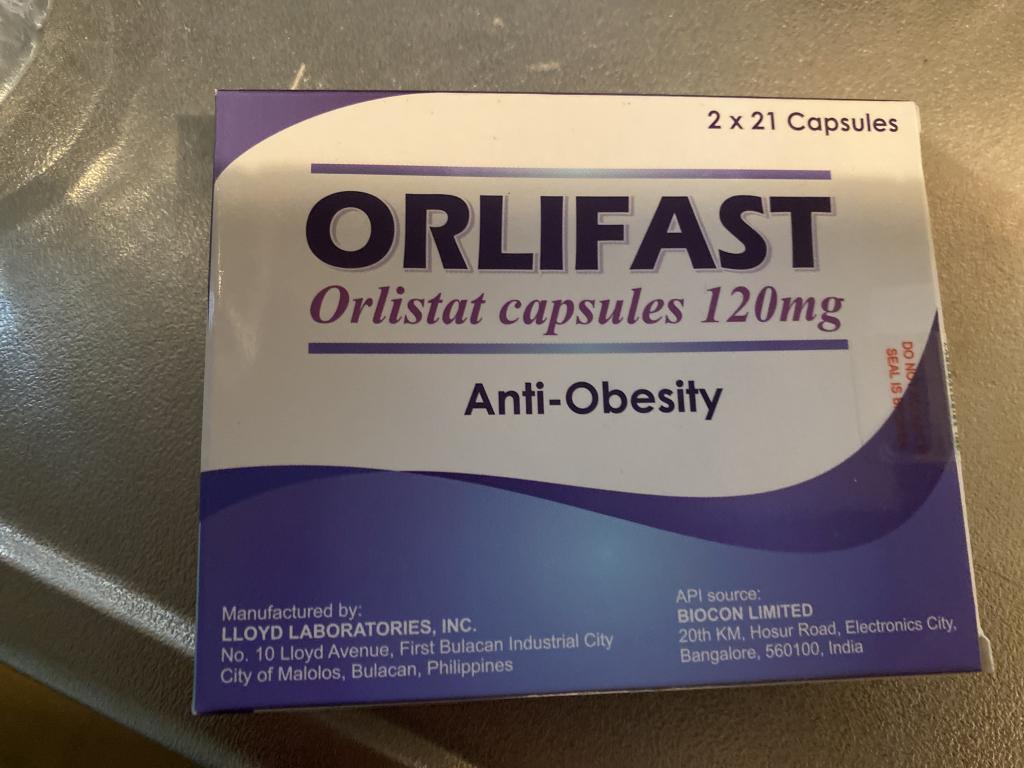 2 x 21 Capsules
ORLIFAST
Orlistat capsules 120mg
Anti-Obesity
DO
SEAL IS
Manufactured by:
LLOYD LABORATORIES, INC.
No. 10 Lloyd Avenue, First Bulacan Industrial City
City of Malolos, Bulacan, Philippines
API source:
BIOCON LIMITED
20th KM, Hosur Road, Electronics City,
Bangalore, 560100, India